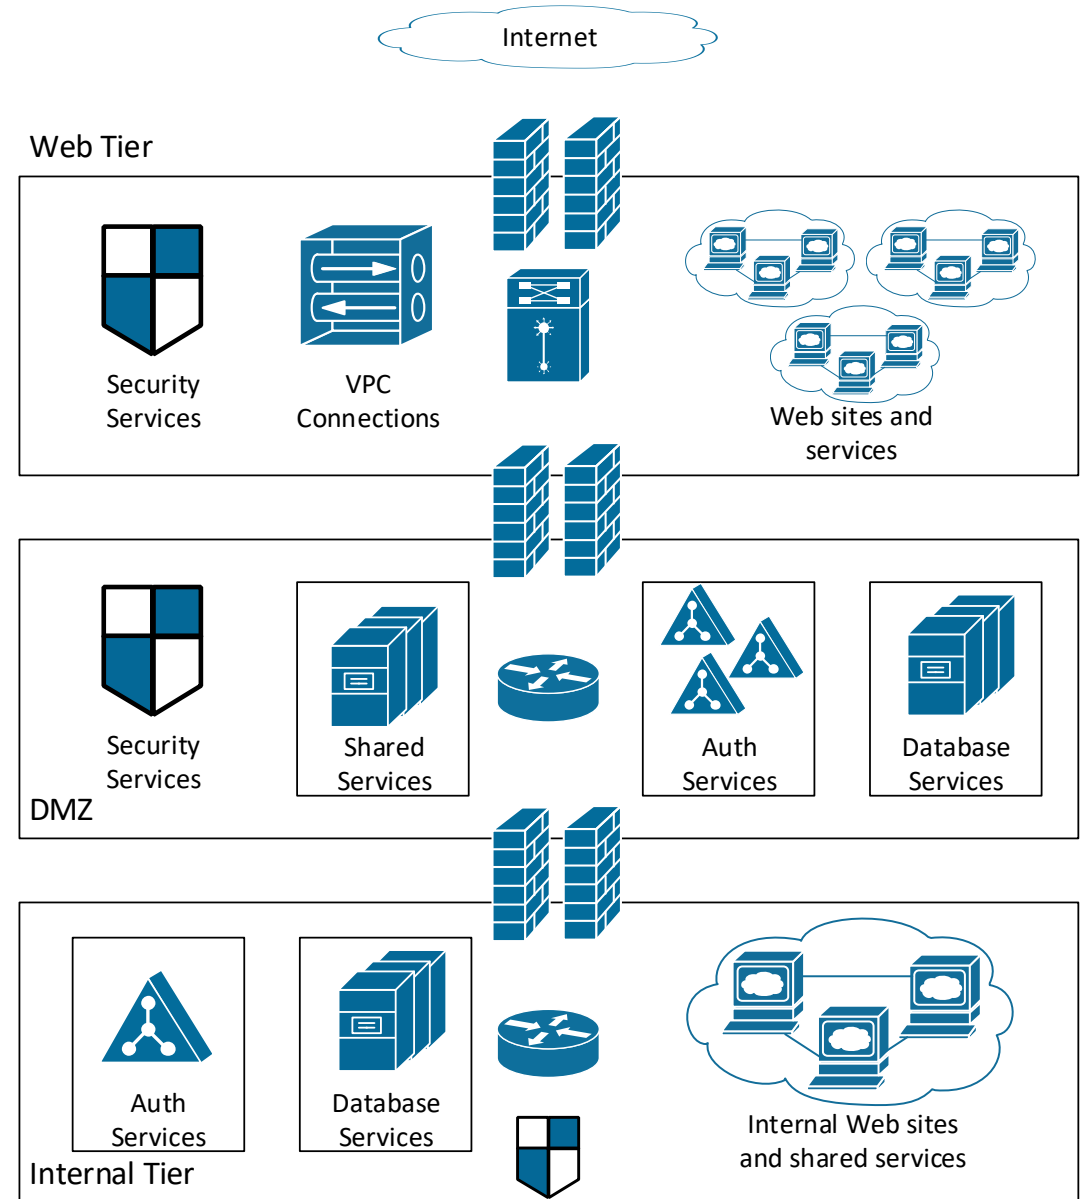 Internet
Web Tier
Security
Services
VPC
Connections
Web sites and
services
Security
Services
Shared
Services
Auth
Services
Database
Services
DMZ
Auth
Services
Database
Services
Internal Web sites
and shared services
Internal Tier